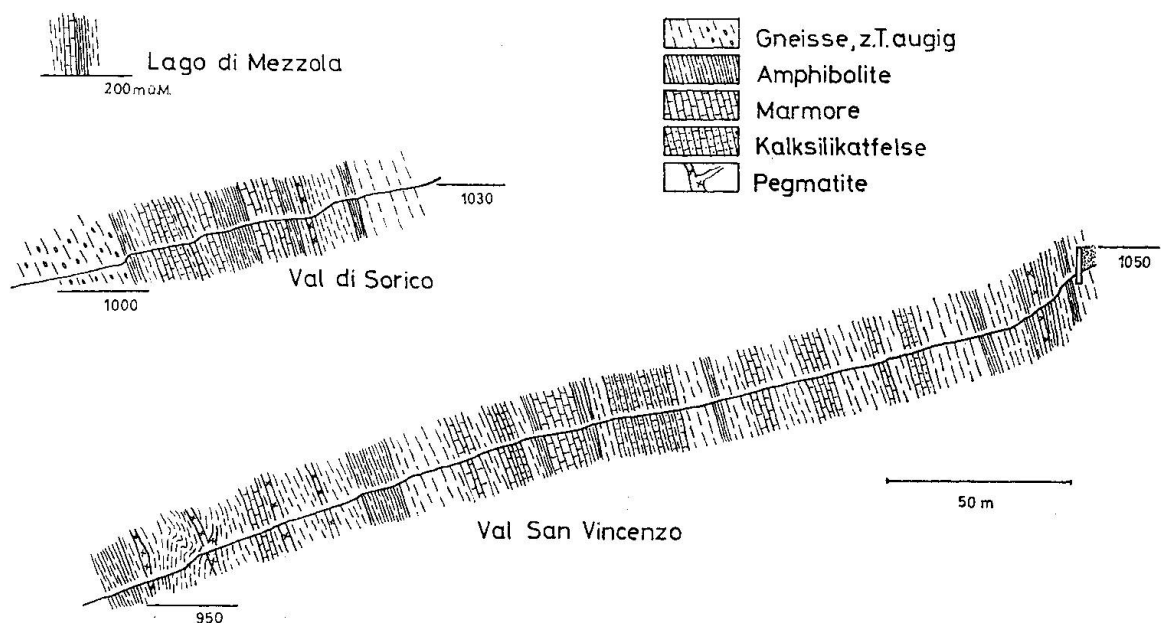 Lago di Mezzola
200 m ü.M.
Gneisse, z.T. augig
Amphibolite
Marmore
Kalksilikatfelse
Pegmatite
1030
Val di Sorico
1000
1050
50 m
Val San Vincenzo
950